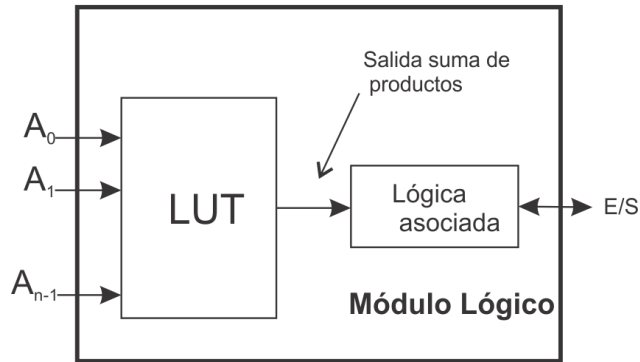 Salida suma de
productos
A0
A1
LUT
Lógica
asociada
E/S
An-1
Módulo Lógico